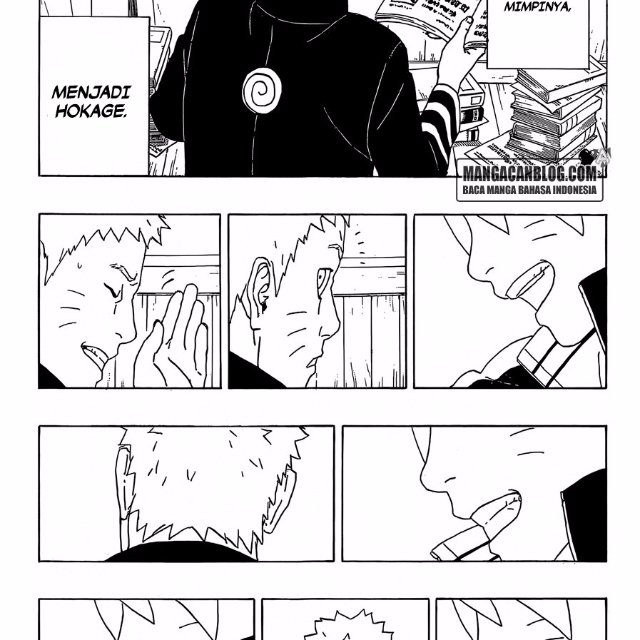 MIMPINYA,
MENJADI
HOKAGE.
MANGACANBLOG.COM
BACA MANGA BAHASA INDONESIA